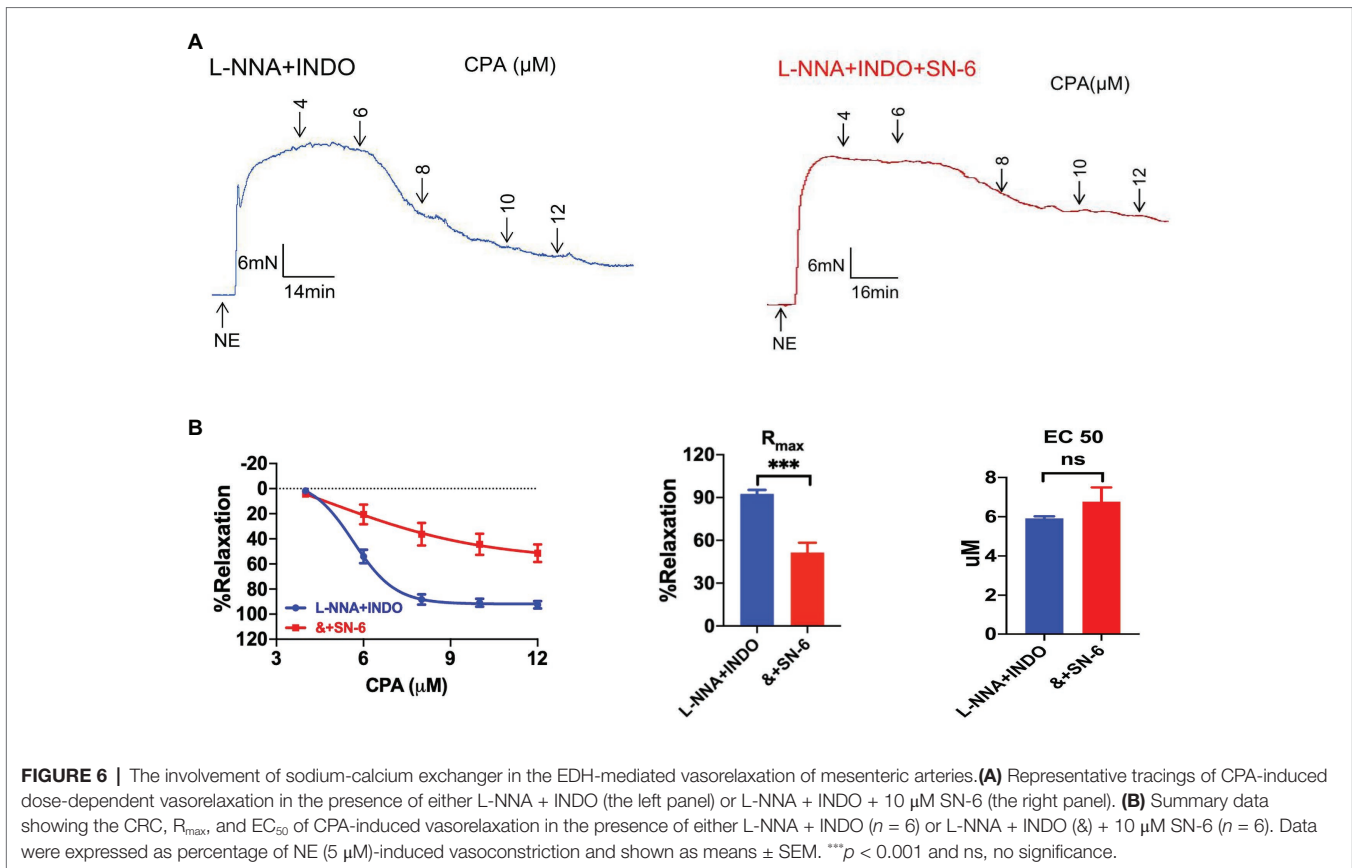 A
L-NNA+INDO
CPA (µM)
4
6
8
10
12
6mN
14min
NE
L-NNA+INDO+SN-6
CPA(µM)
4
6
8
10
12
6mN
16min
NE
B
-20
0
20
40
60
80
100
120
%Relaxation
L-NNA+INDO
&+SN-6
3
6
9
12
CPA (µM)
Rmax
***
120
90
60
30
0
%Relaxation
L-NNA+INDO
&+SN-6
EC 50
ns
8
6
4
2
0
uM
L-NNA+INDO
&+SN-6
FIGURE 6 | The involvement of sodium-calcium exchanger in the EDH-mediated vasorelaxation of mesenteric arteries.(A) Representative tracings of CPA-induced
dose-dependent vasorelaxation in the presence of either L-NNA + INDO (the left panel) or L-NNA + INDO + 10 µM SN-6 (the right panel). (B) Summary data
showing the CRC, Rmax, and EC50 of CPA-induced vasorelaxation in the presence of either L-NNA + INDO (n = 6) or L-NNA + INDO (&) + 10 µM SN-6 (n = 6). Data
were expressed as percentage of NE (5 µM)-induced vasoconstriction and shown as means ± SEM. ***p < 0.001 and ns, no significance.